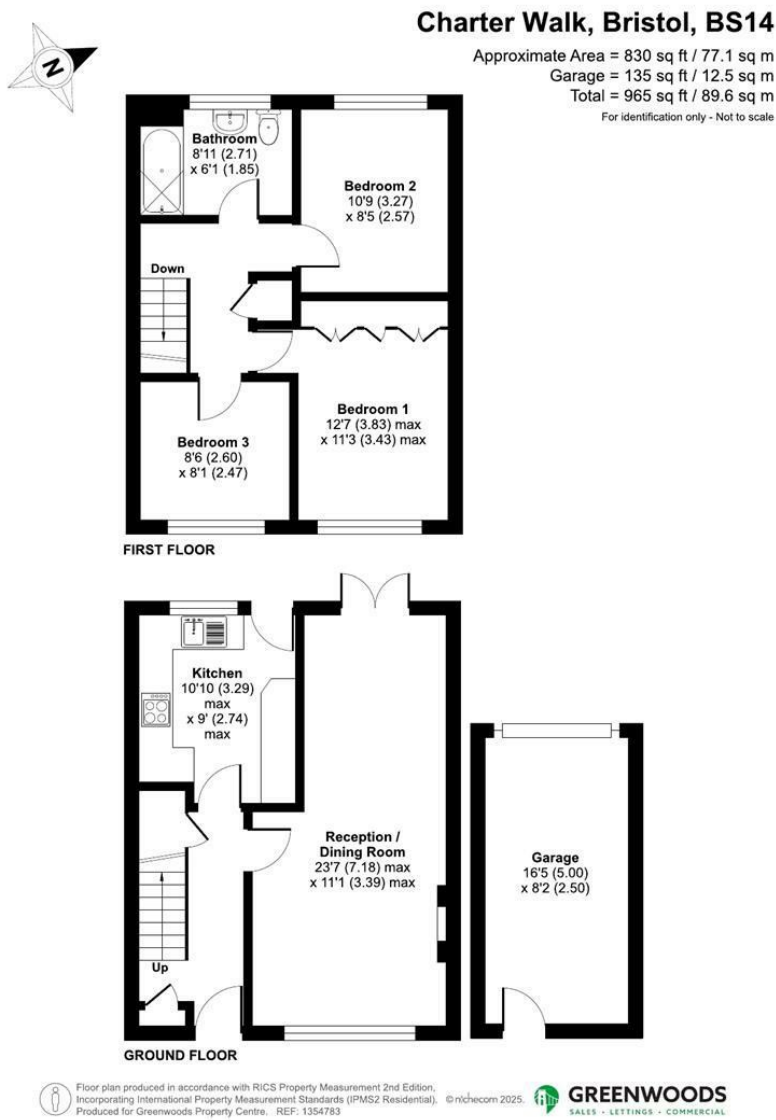 Charter Walk, Bristol, BS14
Approximate Area = 830 sq ft / 77.1 sq m
Garage = 135 sq ft / 12.5 sq m
Total = 965 sq ft / 89.6 sq m
For identification only - Not to scale
N
Bathroom
8'11 (2.71)
x 6'1 (1.85)
Bedroom 2
10'9 (3.27)
x 8'5 (2.57)
Down
Bedroom 1
12'7 (3.83) max
x 11'3 (3.43) max
Bedroom 3
8'6 (2.60)
x 8'1 (2.47)
FIRST FLOOR
Kitchen
10'10 (3.29)
max
x 9' (2.74)
max
Reception /
Dining Room
23'7 (7.18) max
x 11'1 (3.39) max
Garage
16'5 (5.00)
x 8'2 (2.50)
Up
GROUND FLOOR
Floor plan produced in accordance with RICS Property Measurement 2nd Edition,
Incorporating International Property Measurement Standards (IPMS2 Residential). © nichecom 2025.
Produced for Greenwoods Property Centre. REF: 1354783
GREENWOODS
SALES • LETTINGS • COMMERCIAL